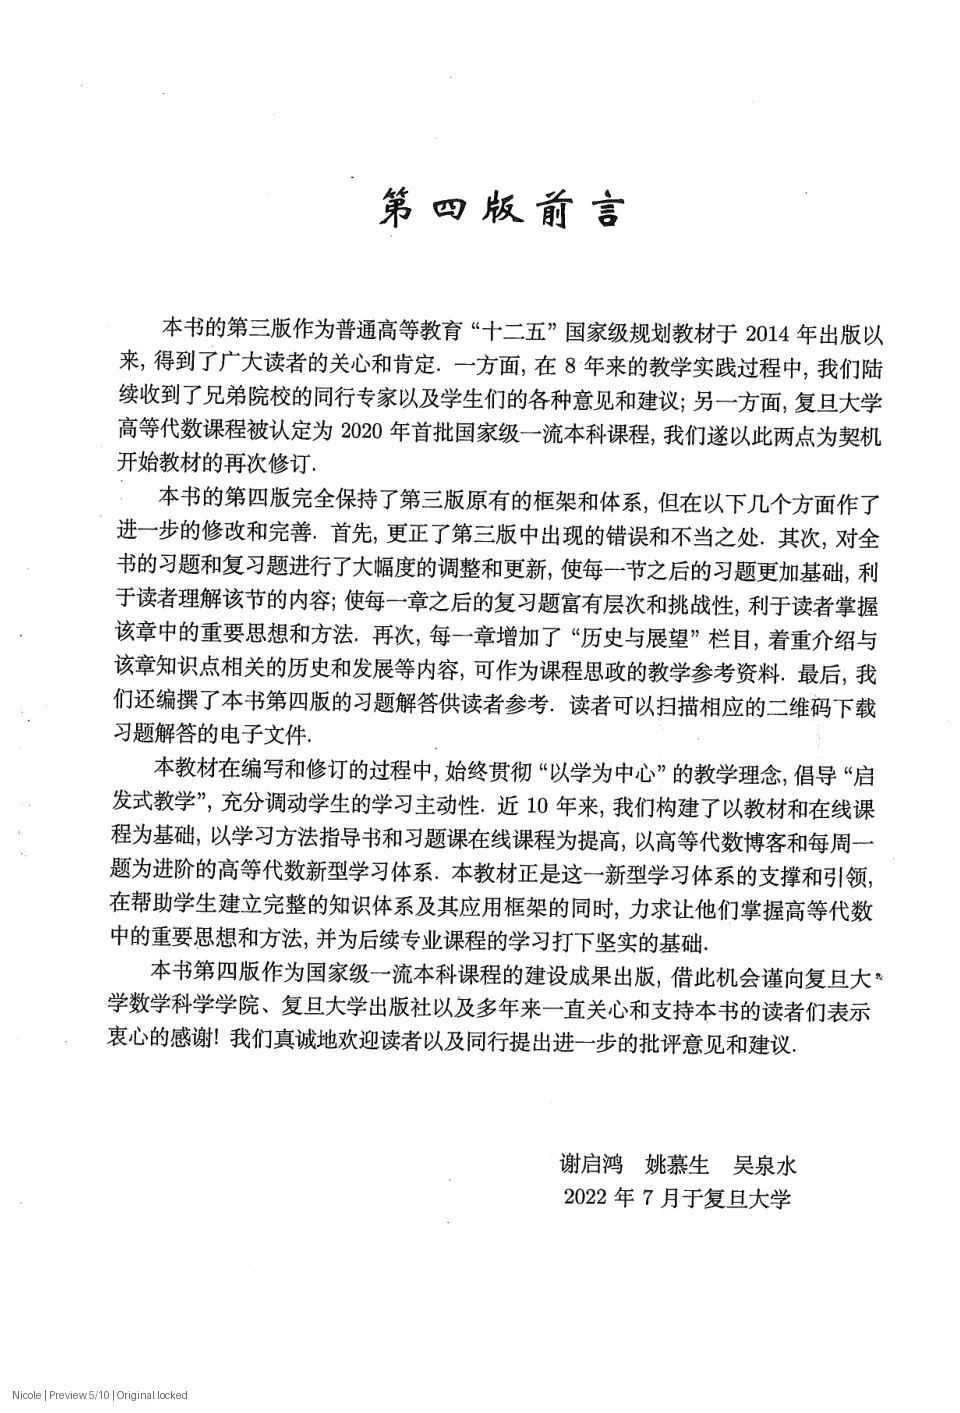 第四版前言
本书的第三版作为普通高等教育 “十二五” 国家级规划教材于 2014 年出版以
来, 得到了广大读者的关心和肯定. 一方面, 在 8 年来的教学实践过程中, 我们陆
续收到了兄弟院校的同行专家以及学生们的各种意见和建议; 另一方面, 复旦大学
高等代数课程被认定为 2020 年首批国家级一流本科课程, 我们遂以此两点为契机
开始教材的再次修订.
本书的第四版完全保持了第三版原有的框架和体系, 但在以下几个方面作了
进一步的修改和完善. 首先, 更正了第三版中出现的错误和不当之处. 其次, 对全
书的习题和复习题进行了大幅度的调整和更新, 使每一节之后的习题更加基础, 利
于读者理解该节的内容; 使每一章之后的复习题富有层次和挑战性, 利于读者掌握
该章中的重要思想和方法. 再次, 每一章增加了 “历史与展望” 栏目, 着重介绍与
该章知识点相关的历史和发展等内容, 可作为课程思政的教学参考资料. 最后, 我
们还编撰了本书第四版的习题解答供读者参考. 读者可以扫描相应的二维码下载
习题解答的电子文件.
本教材在编写和修订的过程中, 始终贯彻 “以学为中心” 的教学理念, 倡导 “启
发式教学”, 充分调动学生的学习主动性. 近 10 年来, 我们构建了以教材和在线课
程为基础, 以学习方法指导书和习题课在线课程为提高, 以高等代数博客和每周一
题为进阶的高等代数新型学习体系. 本教材正是这一新型学习体系的支撑和引领,
在帮助学生建立完整的知识体系及其应用框架的同时, 力求让他们掌握高等代数
中的重要思想和方法, 并为后续专业课程的学习打下坚实的基础.
本书第四版作为国家级一流本科课程的建设成果出版, 借此机会谨向复旦大
学数学科学学院、复旦大学出版社以及多年来一直关心和支持本书的读者们表示
衷心的感谢! 我们真诚地欢迎读者以及同行提出进一步的批评意见和建议.
谢启鸿 姚慕生 吴泉水
2022 年 7 月于复旦大学
Nicole | Preview 5/10 | Original locked